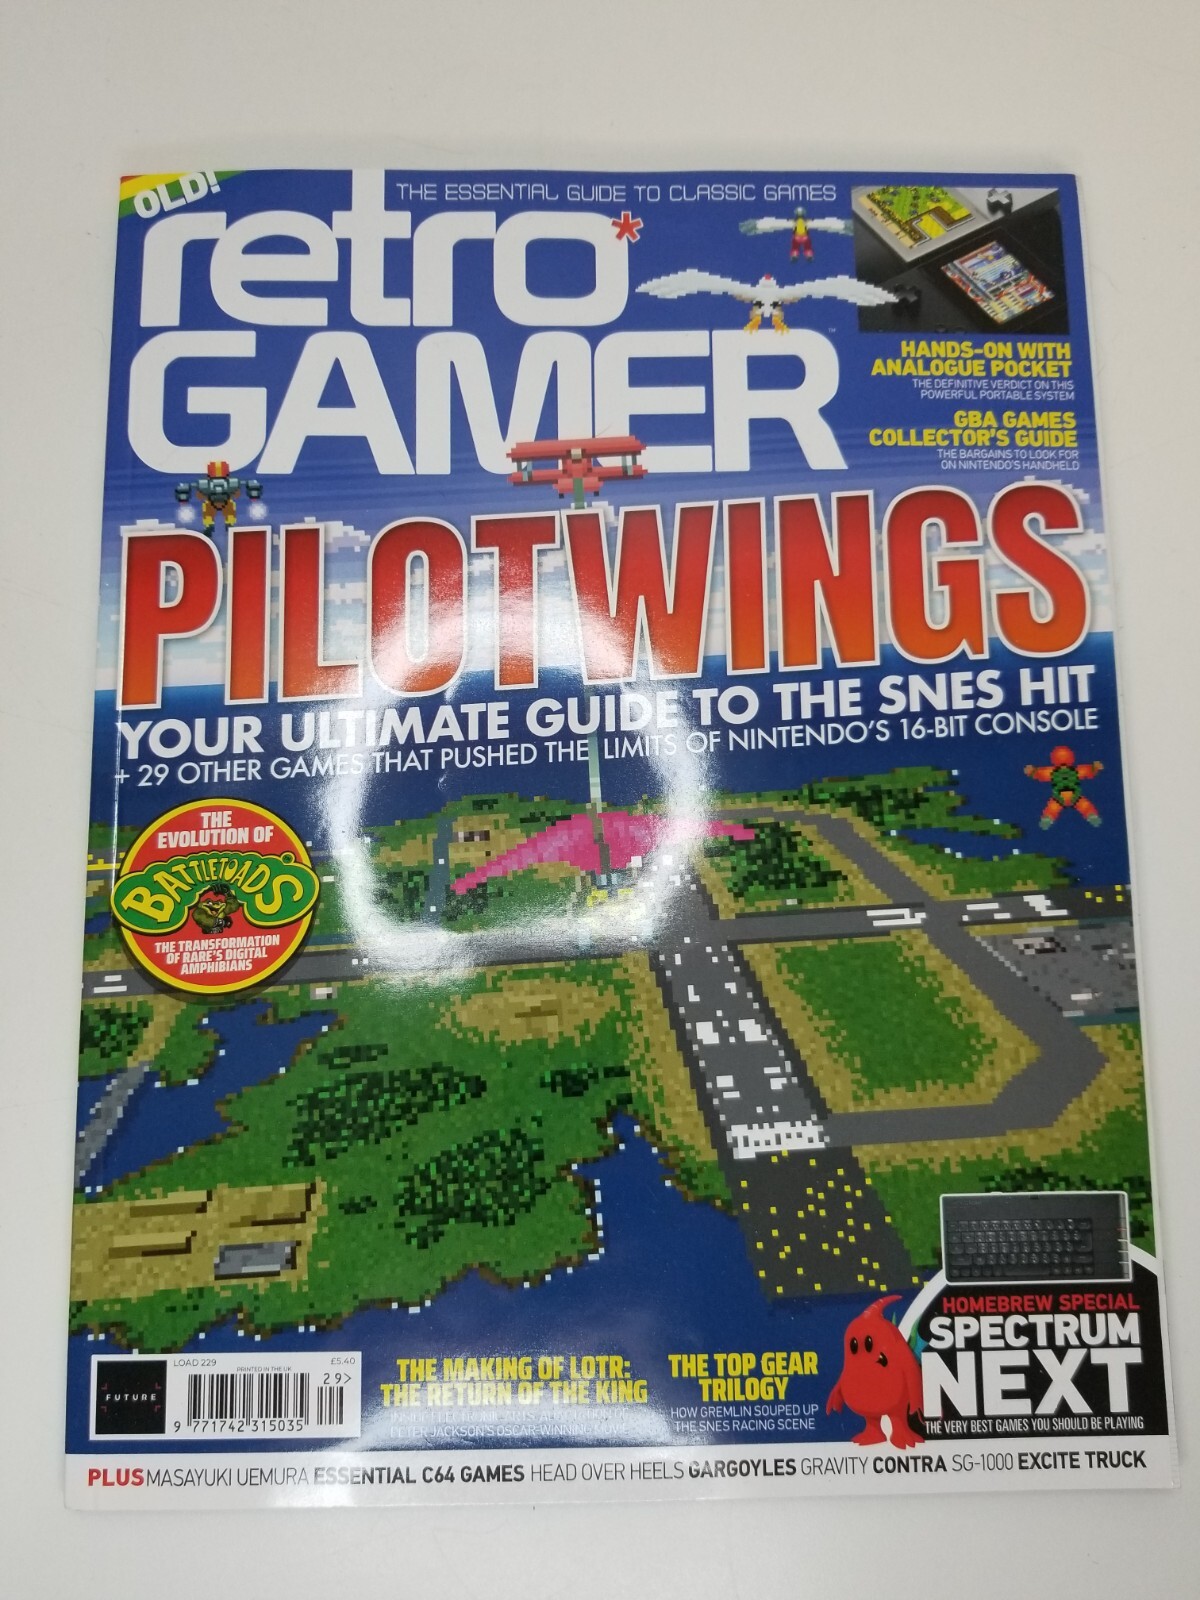 OLD!
THE ESSENTIAL GUIDE TO CLASSIC GAMES
retro*
GAMER™
HANDS-ON WITH
ANALOGUE POCKET
THE DEFINITIVE VERDICT ON THIS
POWERFUL PORTABLE SYSTEM
GBA GAMES
COLLECTOR'S GUIDE
THE BARGAINS TO LOOK FOR
ON NINTENDO'S HANDHELD
PILOTWINGS
YOUR ULTIMATE GUIDE TO THE SNES HIT
+ 29 OTHER GAMES THAT PUSHED THE LIMITS OF NINTENDO'S 16-BIT CONSOLE
THE
EVOLUTION OF
BATTLETOADS®
THE TRANSFORMATION
OF RARE'S DIGITAL
AMPHIBIANS
HOMEBREW SPECIAL
SPECTRUM
NEXT
THE VERY BEST GAMES YOU SHOULD BE PLAYING
FUTURE
LOAD 229
PRINTED IN THE UK
£5.40
29>
9 771742 315035
THE MAKING OF LOTR:
THE RETURN OF THE KING
PETER JACKSON'S OSCAR-WINNING MOVIE
THE TOP GEAR
TRILOGY
HOW GREMLIN SOUPED UP
THE SNES RACING SCENE
PLUS MASAYUKI UEMURA ESSENTIAL C64 GAMES HEAD OVER HEELS GARGOYLES GRAVITY CONTRA SG-1000 EXCITE TRUCK